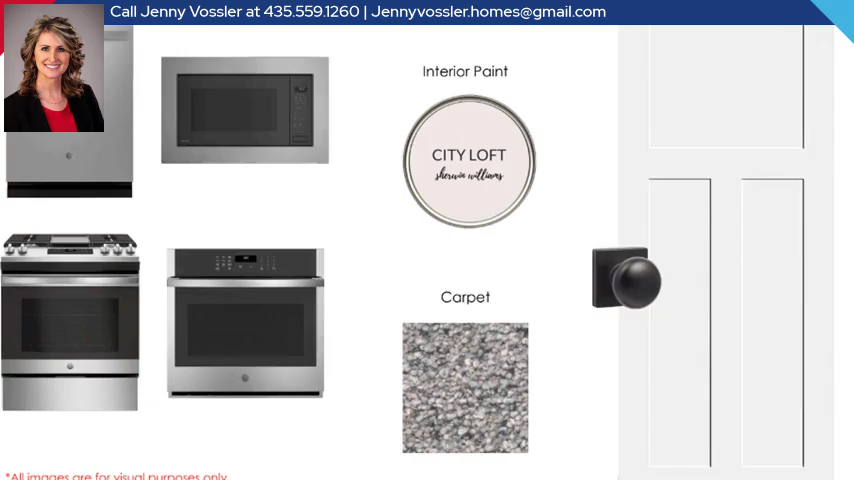 Call Jenny Vossler at 435.559.1260 | Jennyvossler.homes@gmail.com
Interior Paint
CITY LOFT
sherwin williams
Carpet
*All images are for visual purposes only